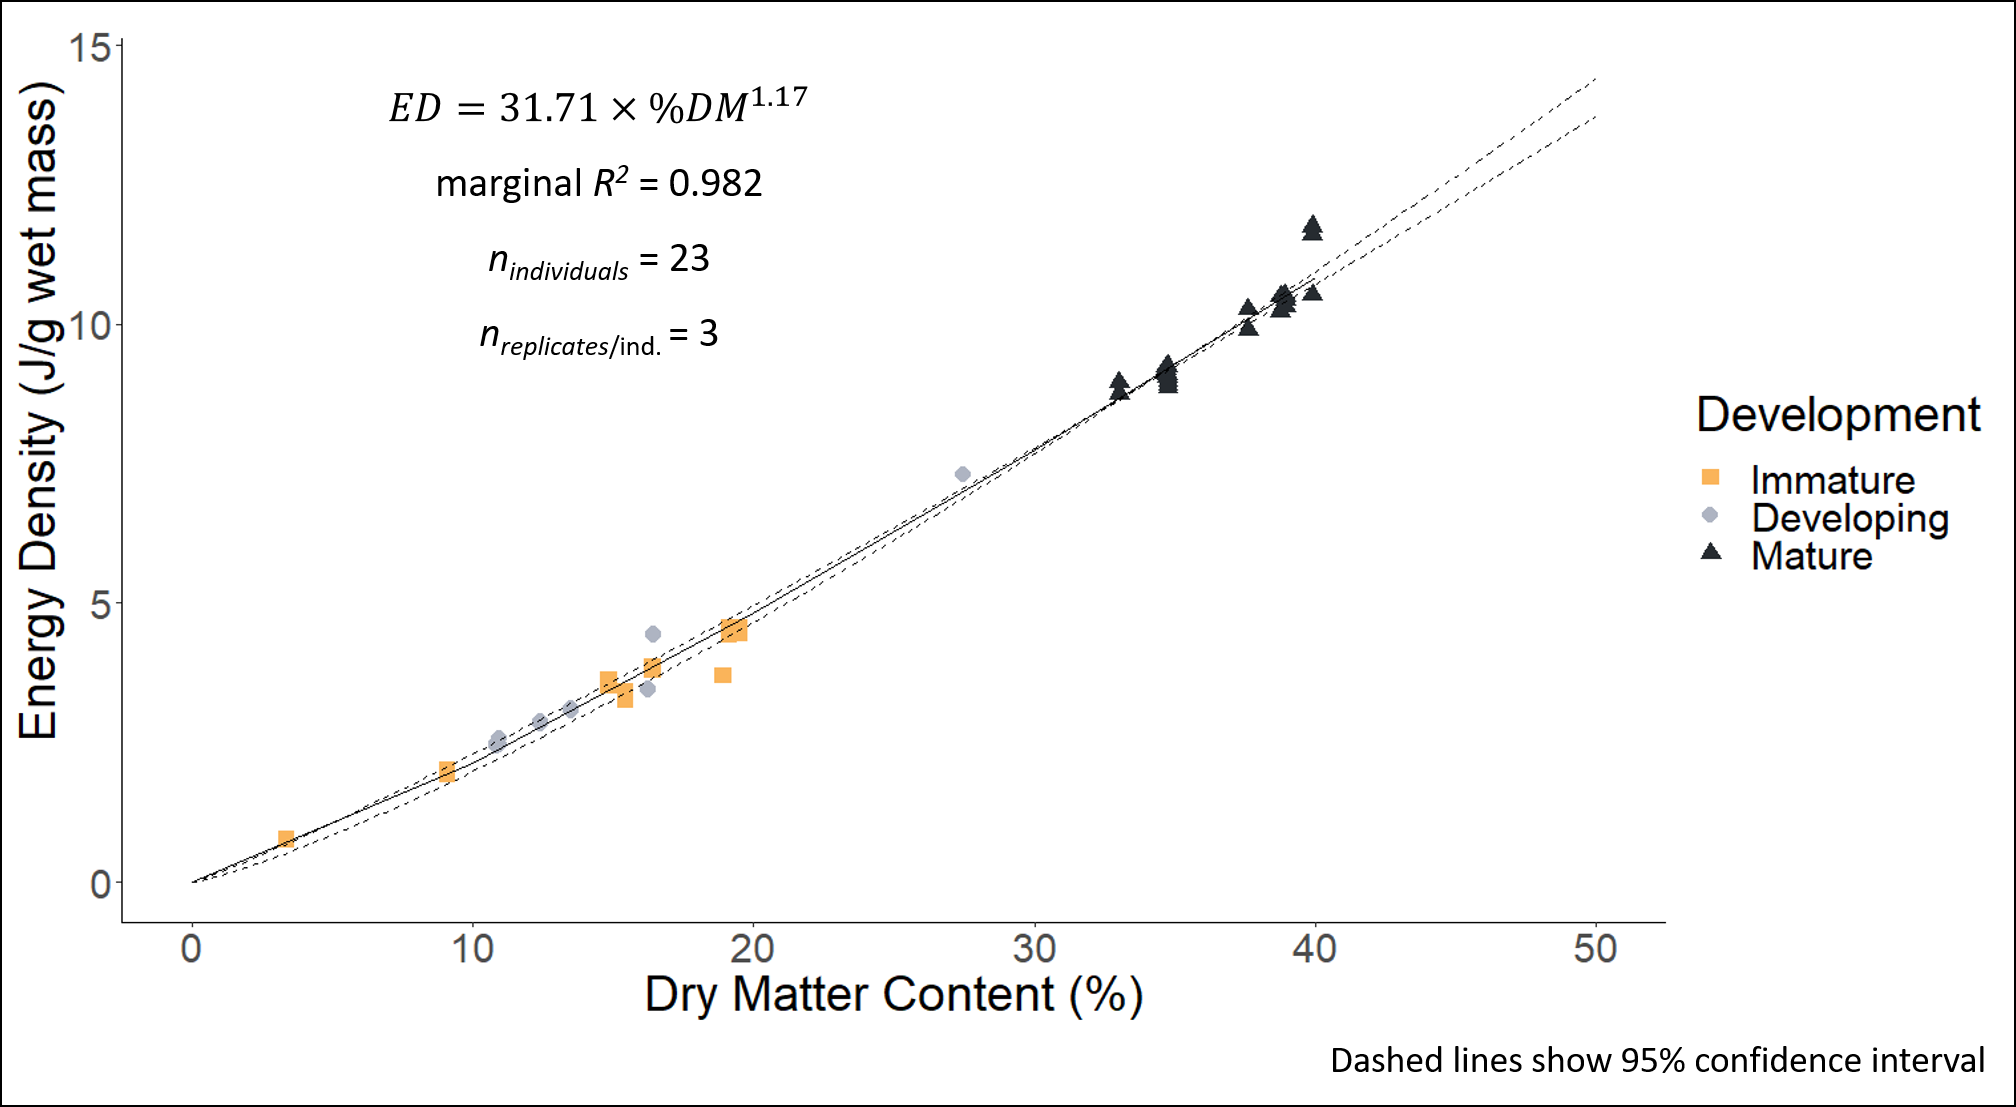 15
10
5
0
Energy Density (J/g wet mass)
ED = 31.71 × %DM^1.17
marginal R² = 0.982
n_individuals = 23
n_replicates/ind. = 3
Development
Immature
Developing
Mature
0 10 20 30 40 50
Dry Matter Content (%)
Dashed lines show 95% confidence interval